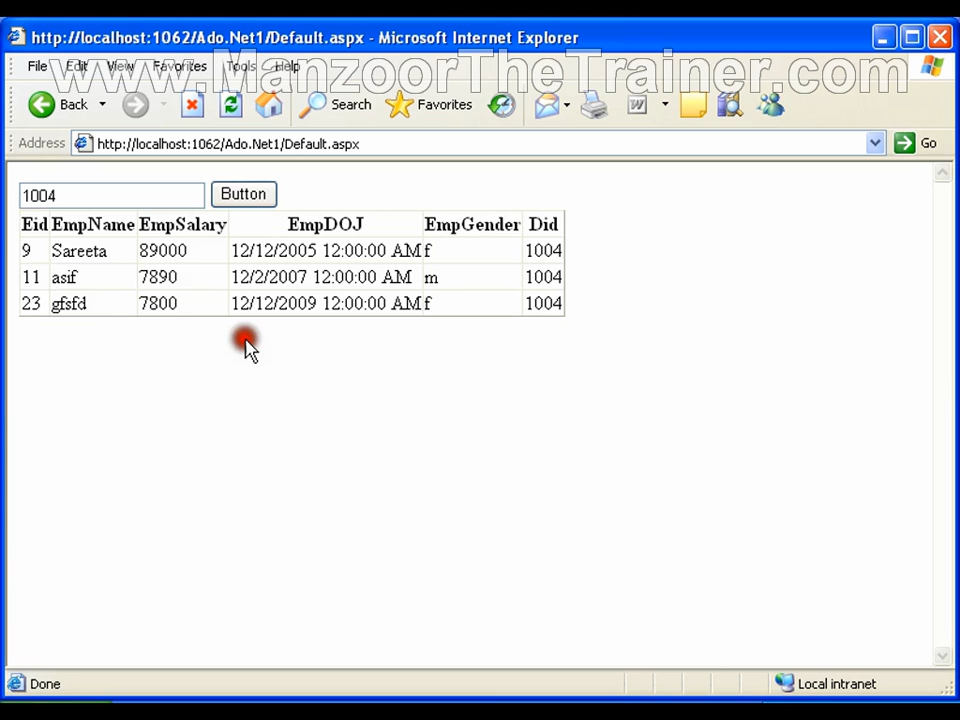 http://localhost:1062/Ado.Net1/Default.aspx - Microsoft Internet Explorer
File Edit View Favorites Tools Help
www.ManzoorTheTrainer.com
Back Search Favorites
Address http://localhost:1062/Ado.Net1/Default.aspx Go
1004 Button
Eid EmpName EmpSalary EmpDOJ EmpGender Did
9 Sareeta 89000 12/12/2005 12:00:00 AM f 1004
11 asif 7890 12/2/2007 12:00:00 AM m 1004
23 gfsfd 7800 12/12/2009 12:00:00 AM f 1004
Done Local intranet